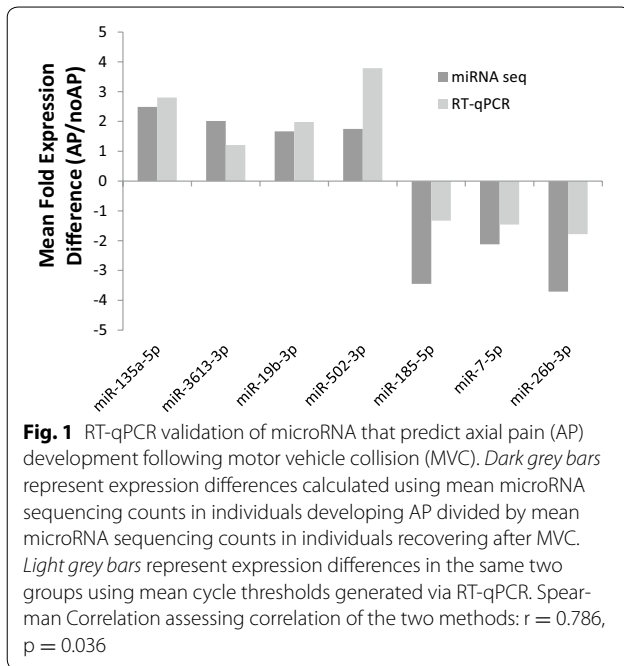 5
4
3
2
1
0
-1
-2
-3
-4
-5
Mean Fold Expression
Difference (AP/noAP)
miRNA seq
RT-qPCR
miR-135a-5p
miR-3613-3p
miR-19b-3p
miR-502-3p
miR-185-5p
miR-7-5p
miR-26b-3p
Fig. 1 RT-qPCR validation of microRNA that predict axial pain (AP)
development following motor vehicle collision (MVC). Dark grey bars
represent expression differences calculated using mean microRNA
sequencing counts in individuals developing AP divided by mean
microRNA sequencing counts in individuals recovering after MVC.
Light grey bars represent expression differences in the same two
groups using mean cycle thresholds generated via RT-qPCR. Spear-
man Correlation assessing correlation of the two methods: r = 0.786,
p = 0.036